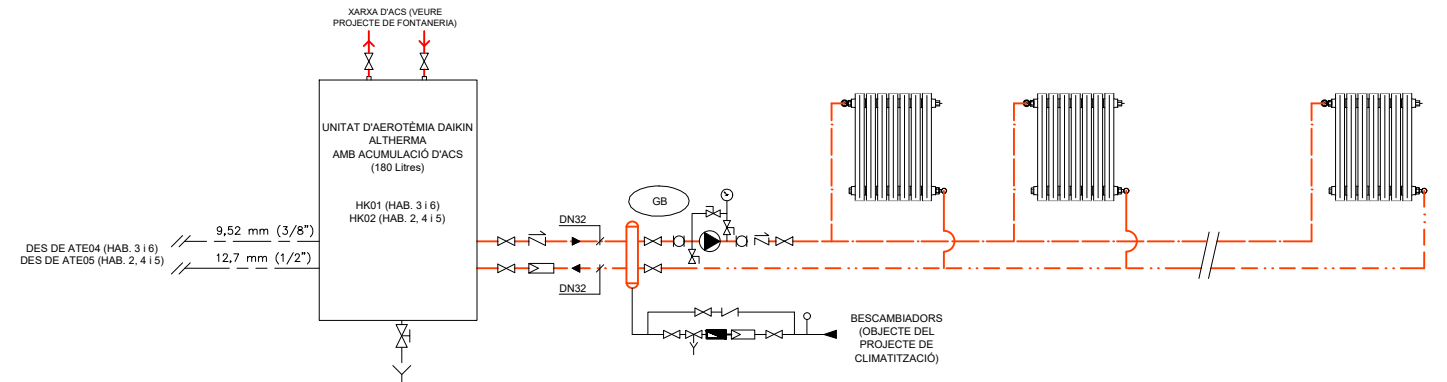 XARXA D'ACS (VEURE
PROJECTE DE FONTANERIA)
UNITAT D'AEROTÈMIA DAIKIN
ALTHERMA
AMB ACUMULACIÓ D'ACS
(180 Litres)
HK01 (HAB. 3 i 6)
HK02 (HAB. 2, 4 i 5)
9,52 mm (3/8")
DES DE ATE04 (HAB. 3 i 6)
DES DE ATE05 (HAB. 2, 4 i 5)
12,7 mm (1/2")
DN32
GB
DN32
BESCAMBIADORS
(OBJECTE DEL
PROJECTE DE
CLIMATITZACIÓ)